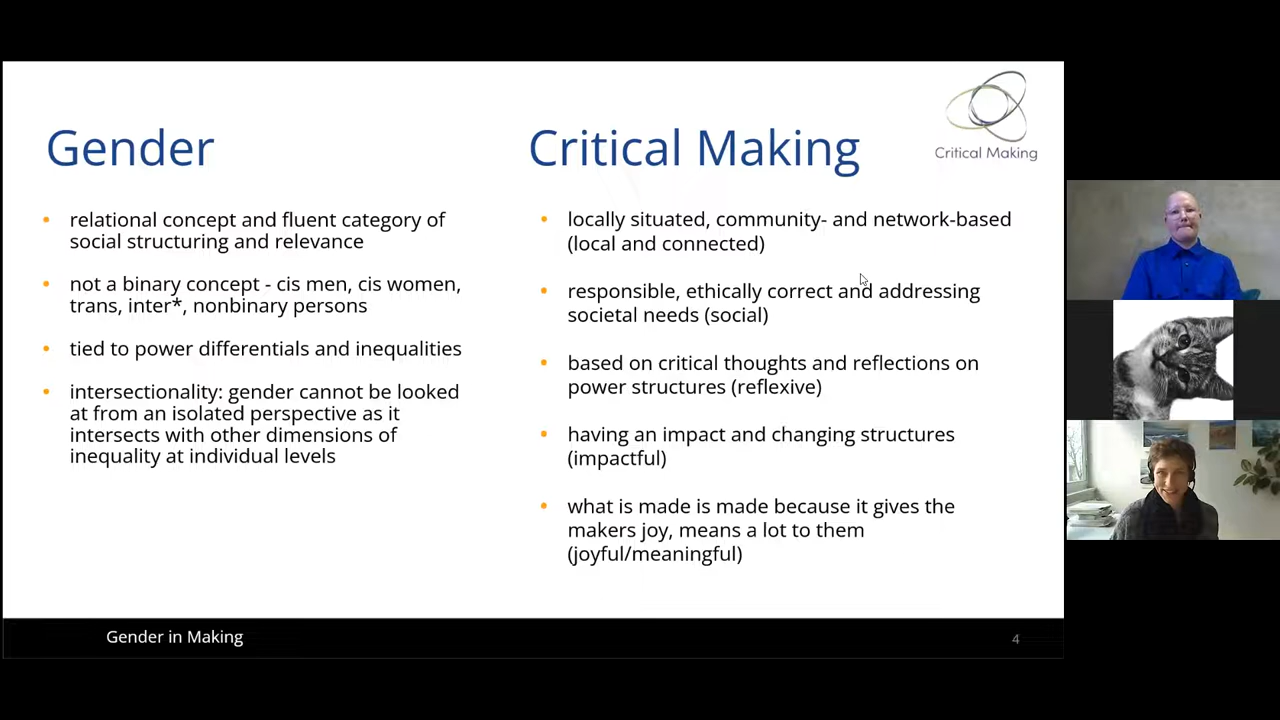 Gender
relational concept and fluent category of
social structuring and relevance
not a binary concept - cis men, cis women,
trans, inter*, nonbinary persons
tied to power differentials and inequalities
intersectionality: gender cannot be looked
at from an isolated perspective as it
intersects with other dimensions of
inequality at individual levels
Critical Making
locally situated, community- and network-based
(local and connected)
responsible, ethically correct and addressing
societal needs (social)
based on critical thoughts and reflections on
power structures (reflexive)
having an impact and changing structures
(impactful)
what is made is made because it gives the
makers joy, means a lot to them
(joyful/meaningful)
Critical Making
Gender in Making
4